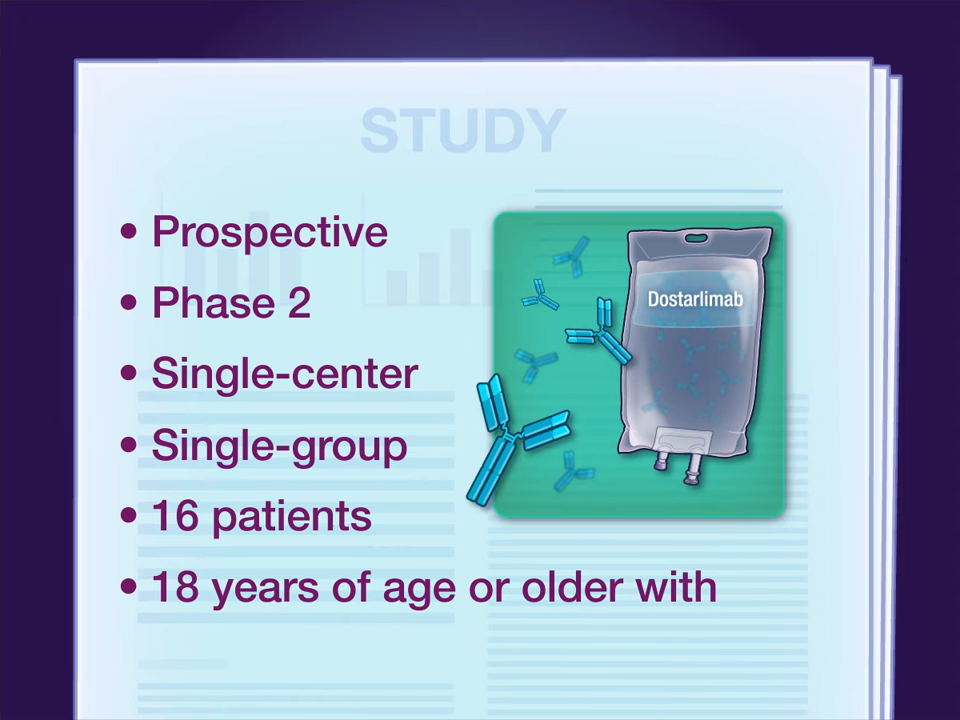 STUDY
• Prospective
• Phase 2
• Single-center
• Single-group
• 16 patients
• 18 years of age or older with
Dostarlimab